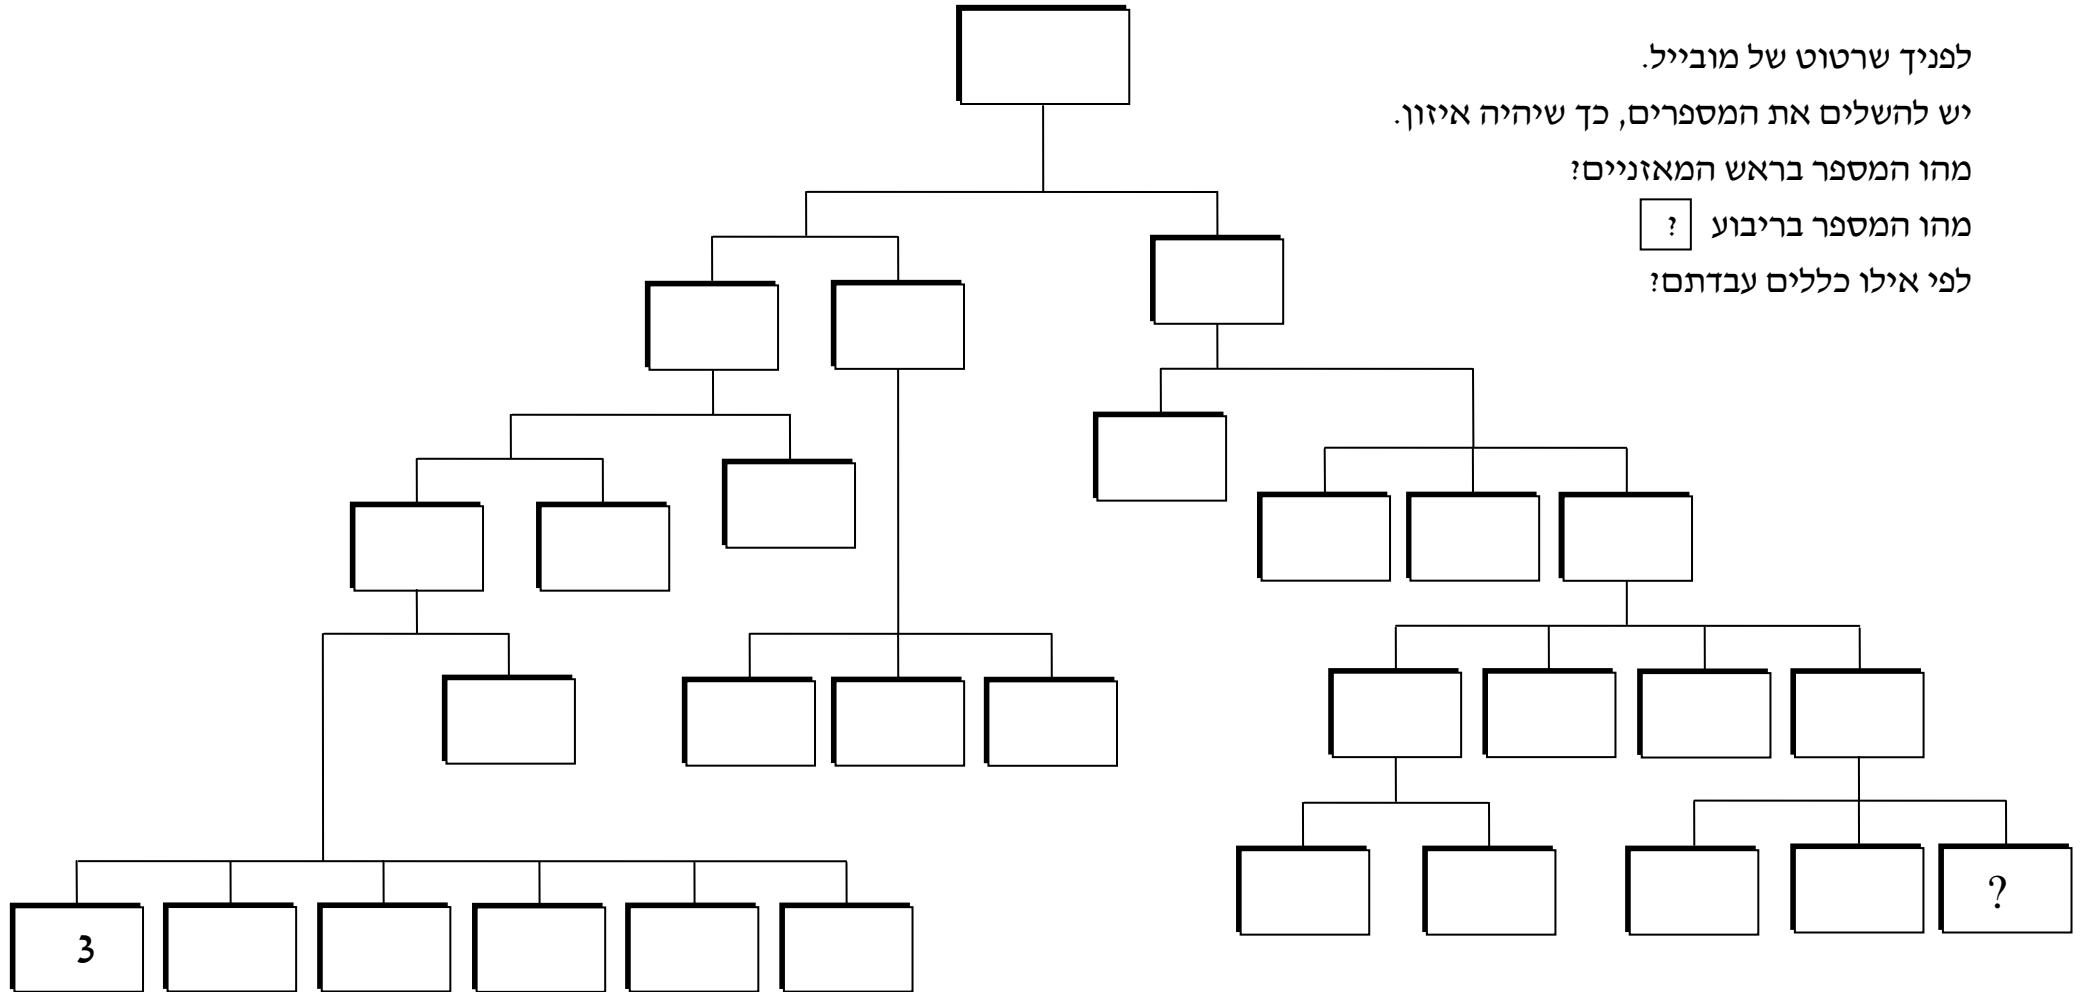 לפניך שרטוט של מובייל.
יש להשלים את המספרים, כך שיהיה איזון.
מהו המספר בראש המאזניים?
מהו המספר בריבוע ?
לפי אילו כללים עבדתם?
3
?